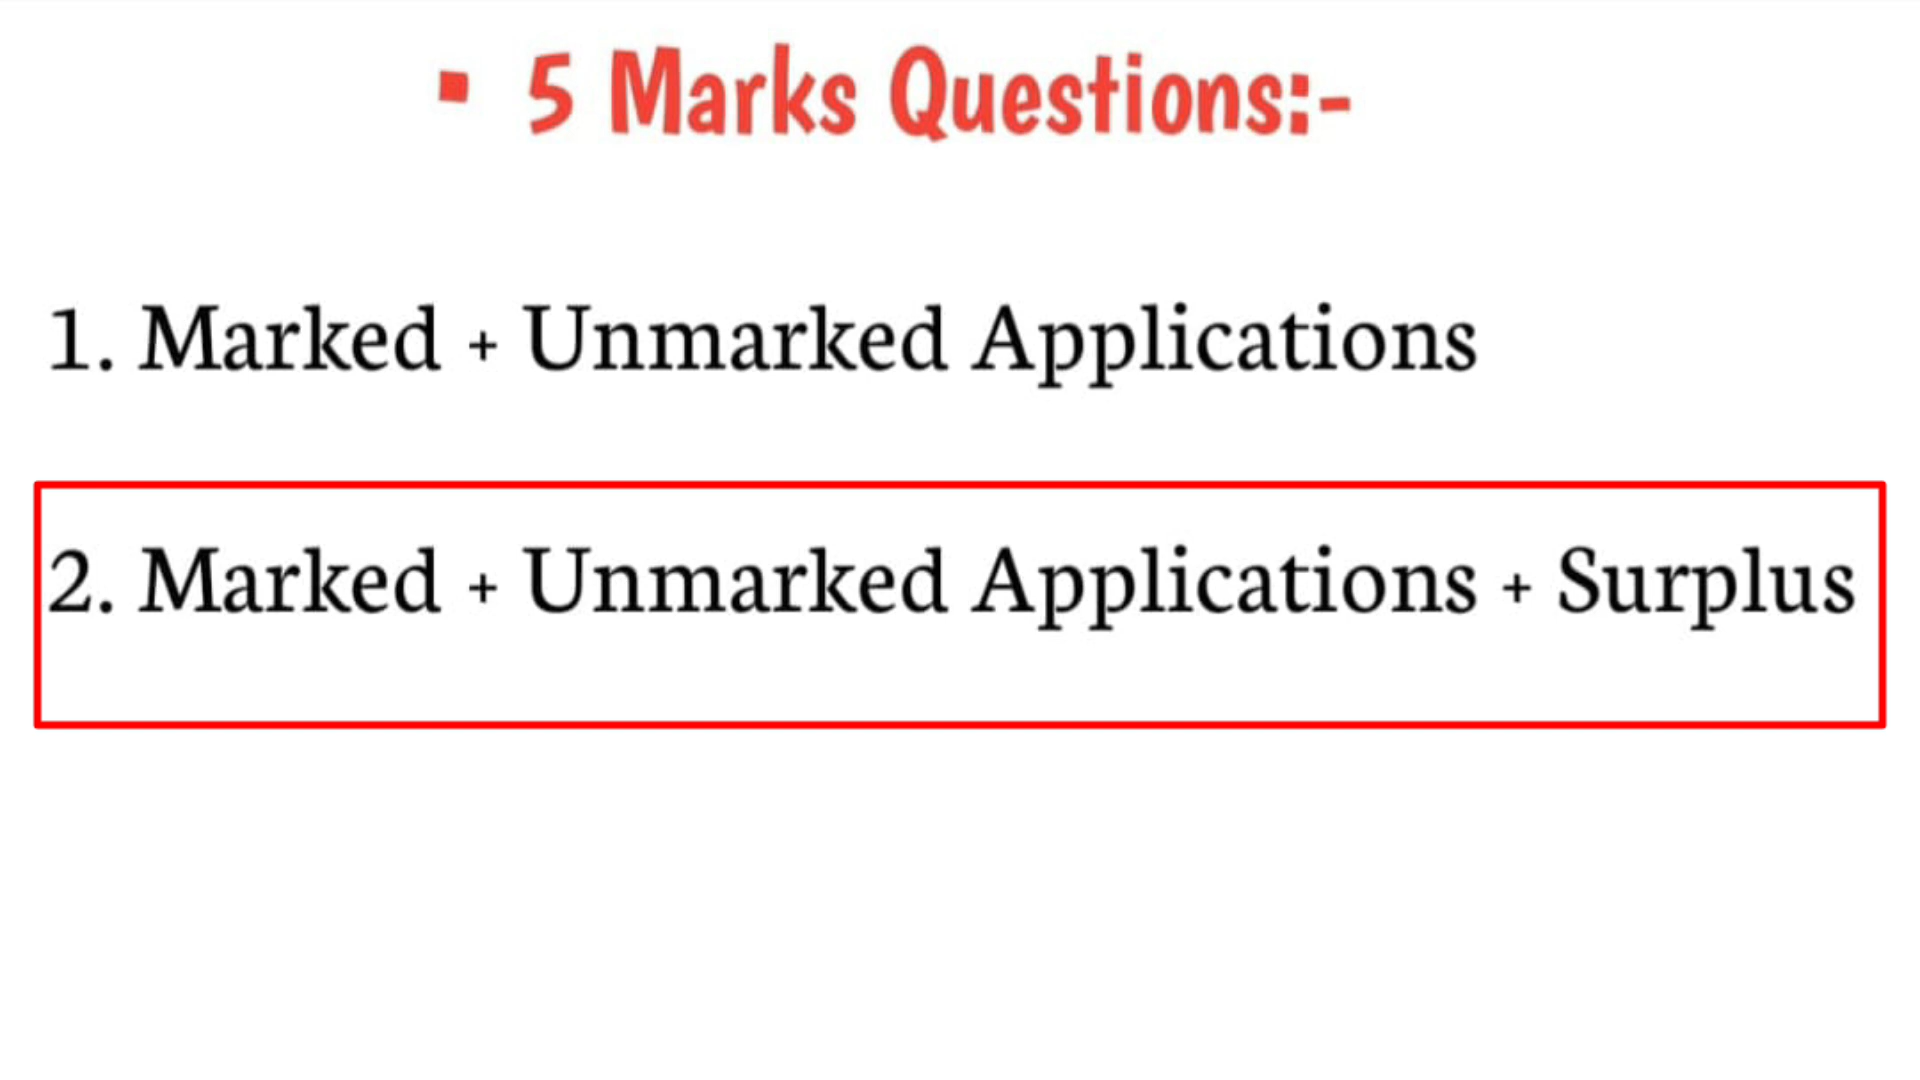 ▪ 5 Marks Questions:-
1. Marked + Unmarked Applications
2. Marked + Unmarked Applications + Surplus